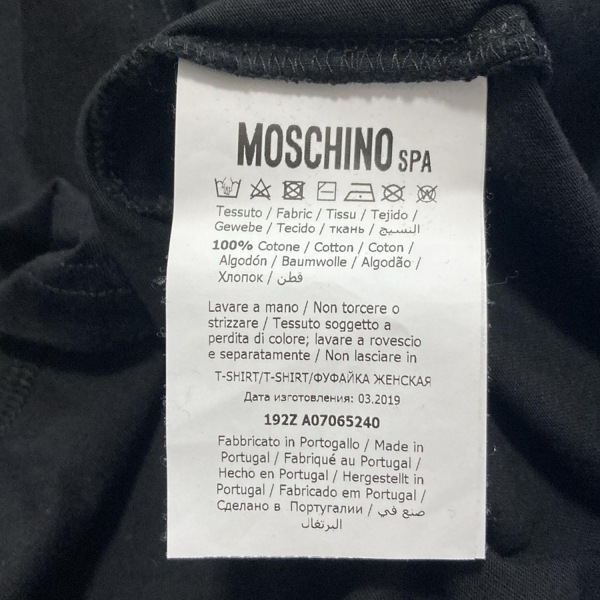 MOSCHINO SPA
Tessuto / Fabric / Tissu / Tejido /
Gewebe / Tecido / ткань / النسيج
100% Cotone / Cotton / Coton /
Algodón / Baumwolle / Algodão /
Хлопок / قطن
Lavare a mano / Non torcere o
strizzare / Tessuto soggetto a
perdita di colore; lavare a rovescio
e separatamente / Non lasciare in
T-SHIRT/T-SHIRT/ФУФАЙКА ЖЕНСКАЯ
Дата изготовления: 03.2019
192Z A07065240
Fabbricato in Portogallo / Made in
Portugal / Fabriqué au Portugal /
Hecho en Portugal / Hergestellt in
Portugal / Fabricado em Portugal /
Сделано в Португалии / صنع في
البرتغال